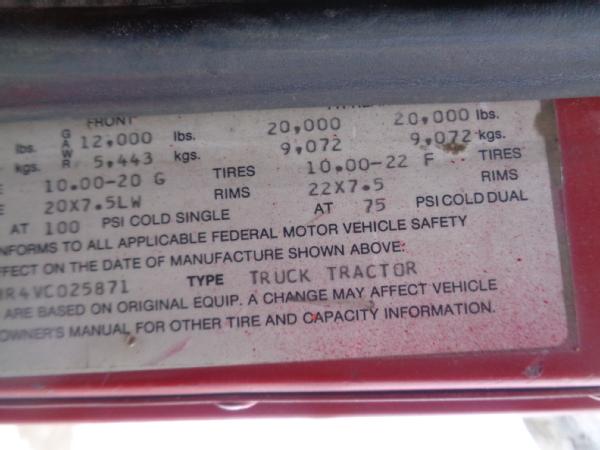 FRONT
lbs. GAWR 12,000 lbs. 20,000 20,000 lbs.
kgs. 5,443 kgs. 9,072 9,072 kgs.
10.00-20 G TIRES 10.00-22 F TIRES
20X7.5LW RIMS 22X7.5 RIMS
AT 100 PSI COLD SINGLE AT 75 PSI COLD DUAL
NFORMS TO ALL APPLICABLE FEDERAL MOTOR VEHICLE SAFETY
FFECT ON THE DATE OF MANUFACTURE SHOWN ABOVE:
R4VC025871 TYPE TRUCK TRACTOR
ARE BASED ON ORIGINAL EQUIP. A CHANGE MAY AFFECT VEHICLE
OWNER'S MANUAL FOR OTHER TIRE AND CAPACITY INFORMATION.